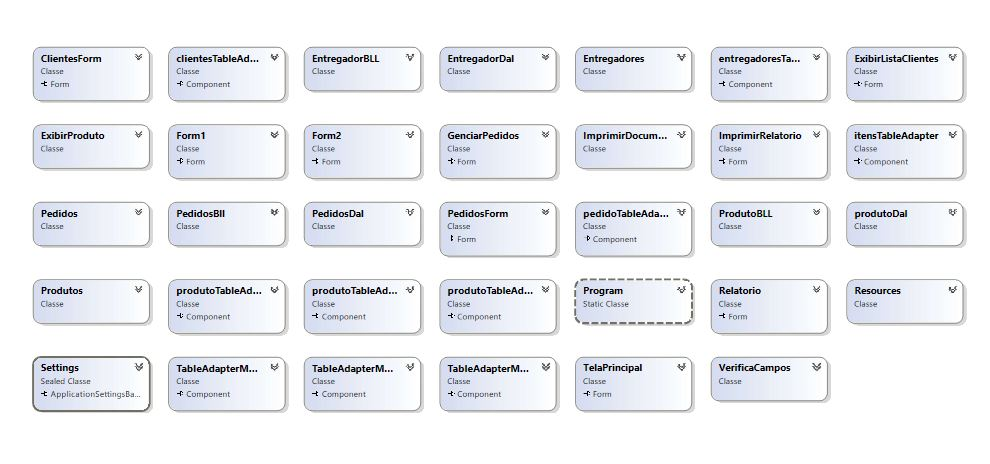 ClientesForm
Classe
Form
clientesTableAd...
Classe
Component
EntregadorBLL
Classe
EntregadorDal
Classe
Entregadores
Classe
entregadoresTa...
Classe
Component
ExibirListaClientes
Classe
Form
ExibirProduto
Classe
Form1
Classe
Form
Form2
Classe
Form
GenciarPedidos
Classe
Form
ImprimirDocum...
Classe
ImprimirRelatorio
Classe
Form
itensTableAdapter
Classe
Component
Pedidos
Classe
PedidosBll
Classe
PedidosDal
Classe
PedidosForm
Classe
Form
pedidoTableAda...
Classe
Component
ProdutoBLL
Classe
produtoDal
Classe
Produtos
Classe
produtoTableAd...
Classe
Component
produtoTableAd...
Classe
Component
produtoTableAd...
Classe
Component
Program
Static Classe
Relatorio
Classe
Form
Resources
Classe
Settings
Sealed Classe
ApplicationSettingsBa...
TableAdapterM...
Classe
Component
TableAdapterM...
Classe
Component
TableAdapterM...
Classe
Component
TelaPrincipal
Classe
Form
VerificaCampos
Classe